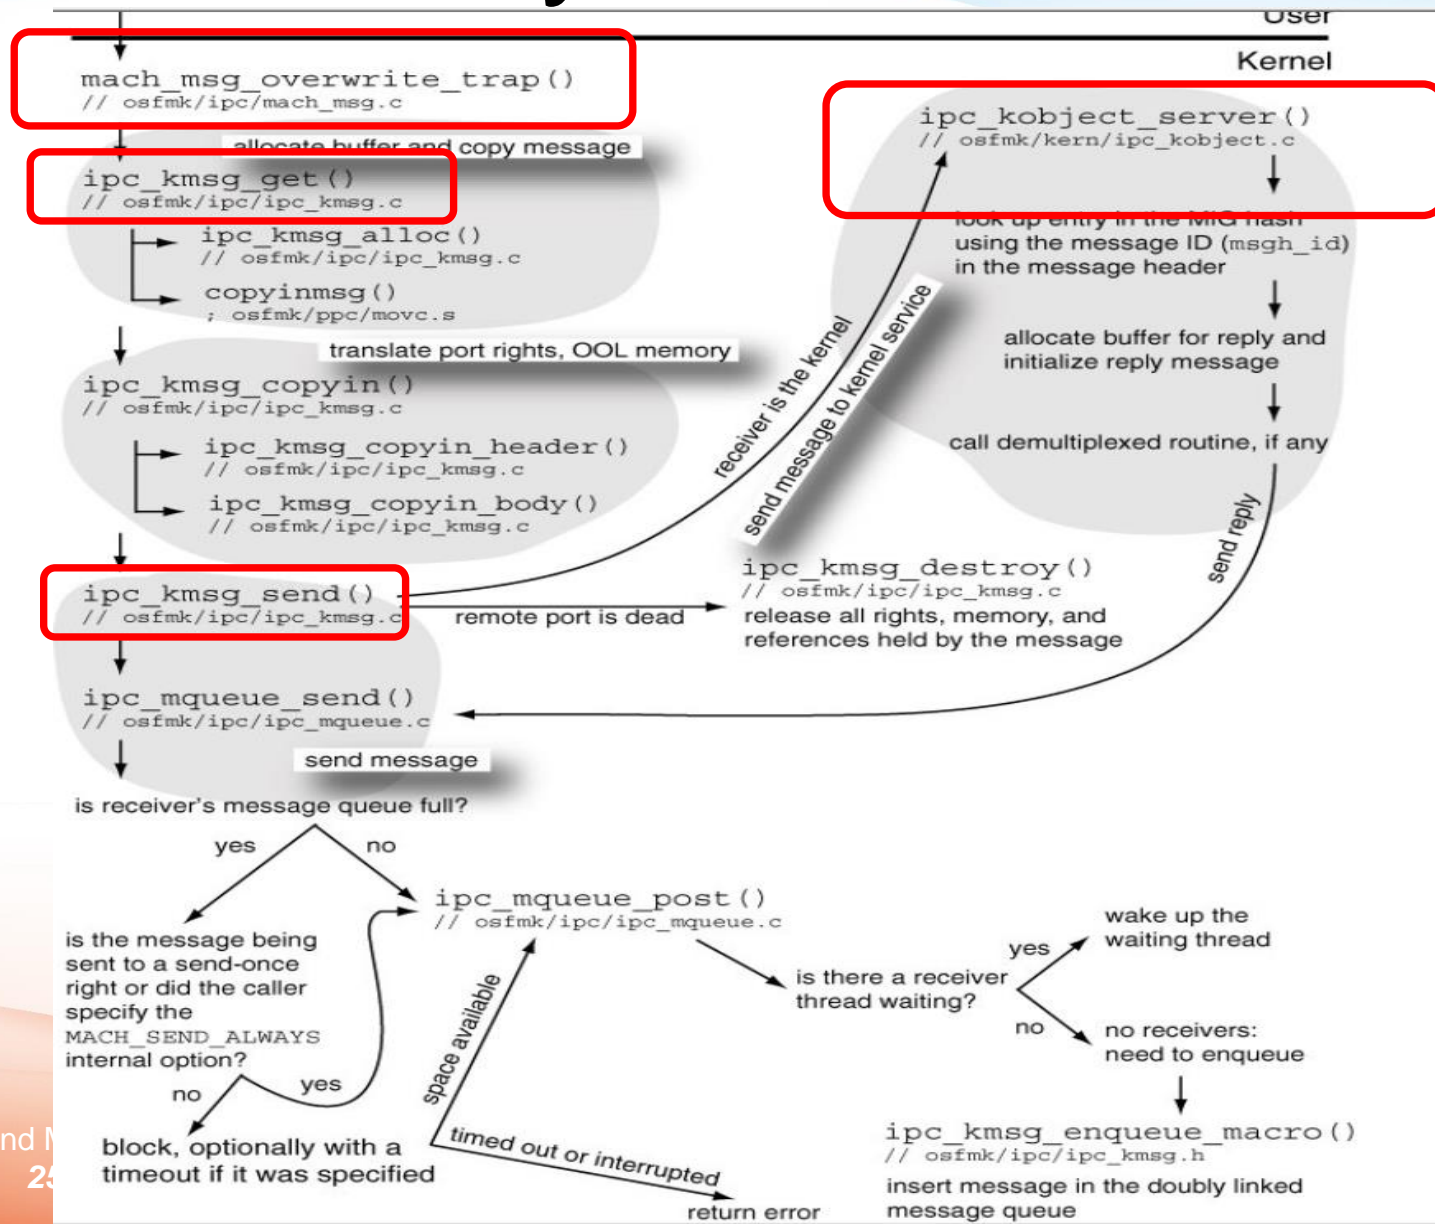 User
Kernel
mach_msg_overwrite_trap()
// osfmk/ipc/mach_msg.c
allocate buffer and copy message
ipc_kmsg_get()
// osfmk/ipc/ipc_kmsg.c
ipc_kmsg_alloc()
// osfmk/ipc/ipc_kmsg.c
copyinmsg()
; osfmk/ppc/movc.s
translate port rights, OOL memory
ipc_kmsg_copyin()
// osfmk/ipc/ipc_kmsg.c
ipc_kmsg_copyin_header()
// osfmk/ipc/ipc_kmsg.c
ipc_kmsg_copyin_body()
// osfmk/ipc/ipc_kmsg.c
ipc_kmsg_send()
// osfmk/ipc/ipc_kmsg.c
receiver is the kernel
send message to kernel service
ipc_kobject_server()
// osfmk/kern/ipc_kobject.c
look up entry in the MIG hash
using the message ID (msgh_id)
in the message header
allocate buffer for reply and
initialize reply message
call demultiplexed routine, if any
send reply
remote port is dead
ipc_kmsg_destroy()
// osfmk/ipc/ipc_kmsg.c
release all rights, memory, and
references held by the message
ipc_mqueue_send()
// osfmk/ipc/ipc_mqueue.c
send message
is receiver's message queue full?
yes
no
is the message being
sent to a send-once
right or did the caller
specify the
MACH_SEND_ALWAYS
internal option?
no
yes
block, optionally with a
timeout if it was specified
ipc_mqueue_post()
// osfmk/ipc/ipc_mqueue.c
space available
timed out or interrupted
return error
is there a receiver
thread waiting?
yes
wake up the
waiting thread
no
no receivers:
need to enqueue
ipc_kmsg_enqueue_macro()
// osfmk/ipc/ipc_kmsg.h
insert message in the doubly linked
message queue
nd